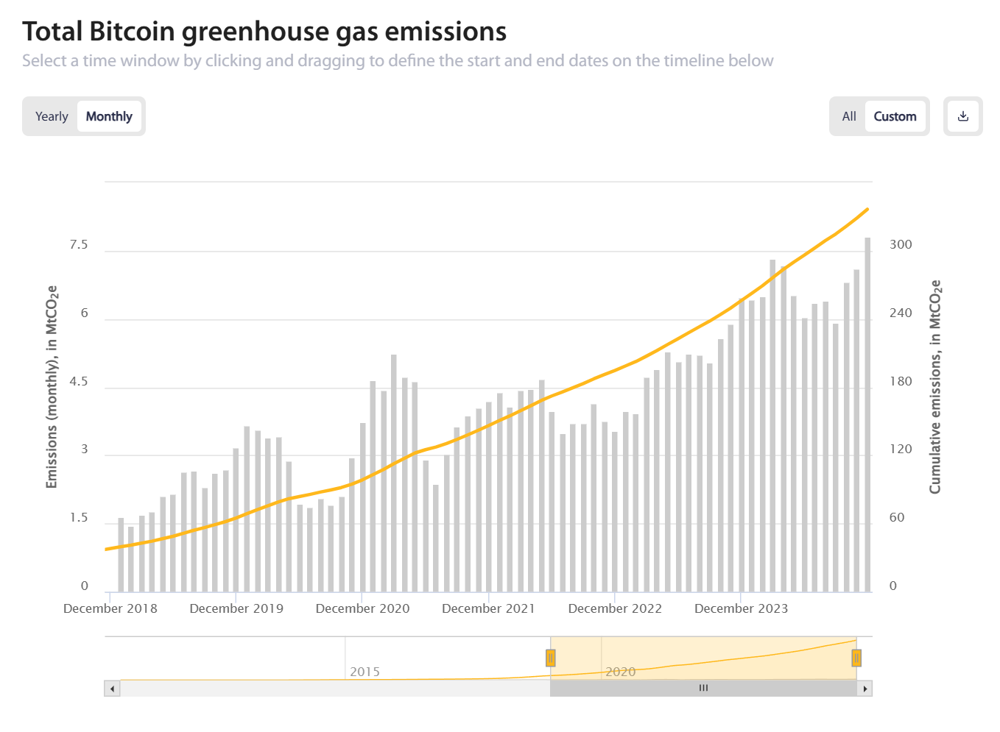 Total Bitcoin greenhouse gas emissions
Select a time window by clicking and dragging to define the start and end dates on the timeline below
Yearly Monthly All Custom
7.5 300
6 240
4.5 180
3 120
1.5 60
0 0
Emissions (monthly), in MtCO2e
Cumulative emissions, in MtCO2e
December 2018 December 2019 December 2020 December 2021 December 2022 December 2023
2015 2020